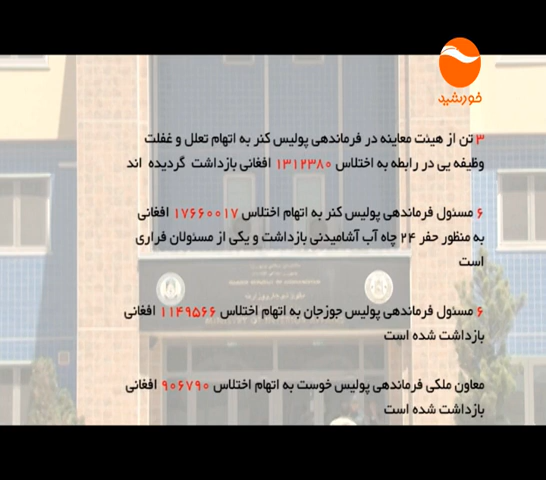 خورشید
۳ تن از هیئت معاینه در فرماندهی پولیس کنر به اتهام تعلل و غفلت
وظیفه یی در رابطه به اختلاس ۱۳۱۲۳۸۰ افغانی بازداشت گردیده اند
۶ مسئول فرماندهی پولیس کنر به اتهام اختلاس ۱۷۶۶۰۰۱۷ افغانی
به منظور حفر ۲۴ چاه آب آشامیدنی بازداشت و یکی از مسئولان فراری
است
۶ مسئول فرماندهی پولیس جوزجان به اتهام اختلاس ۱۱۴۹۵۶۶ افغانی
بازداشت شده است
معاون ملکی فرماندهی پولیس خوست به اتهام اختلاس ۹۰۶۷۹۰ افغانی
بازداشت شده است